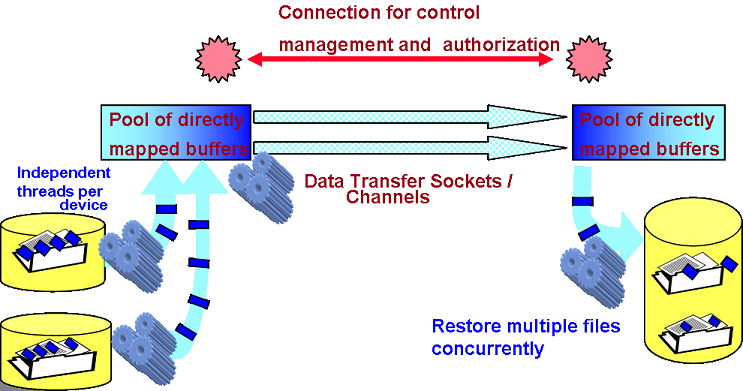 Connection for control
management and authorization
Pool of directly
mapped buffers
Pool of directly
mapped buffers
Independent
threads per
device
Data Transfer Sockets /
Channels
Restore multiple files
concurrently